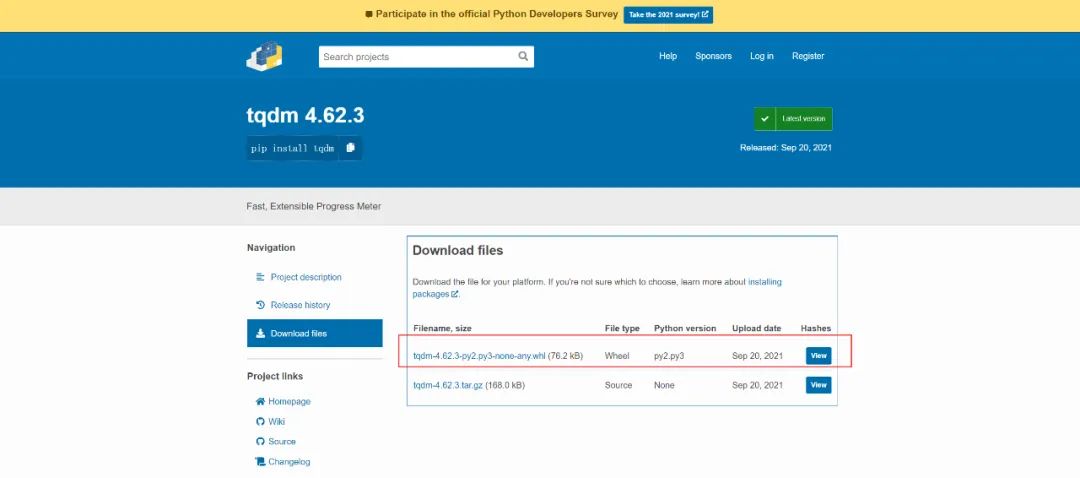 Participate in the official Python Developers Survey Take the 2021 survey!
Search projects
Help Sponsors Log in Register
tqdm 4.62.3
pip install tqdm
Latest version
Released: Sep 20, 2021
Fast, Extensible Progress Meter
Navigation
Project description
Release history
Download files
Project links
Homepage
Wiki
Source
Changelog
Download files
Download the file for your platform. If you're not sure which to choose, learn more about installing
packages.
Filename, size File type Python version Upload date Hashes
tqdm-4.62.3-py2.py3-none-any.whl (76.2 kB) Wheel py2.py3 Sep 20, 2021 View
tqdm-4.62.3.tar.gz (168.0 kB) Source None Sep 20, 2021 View